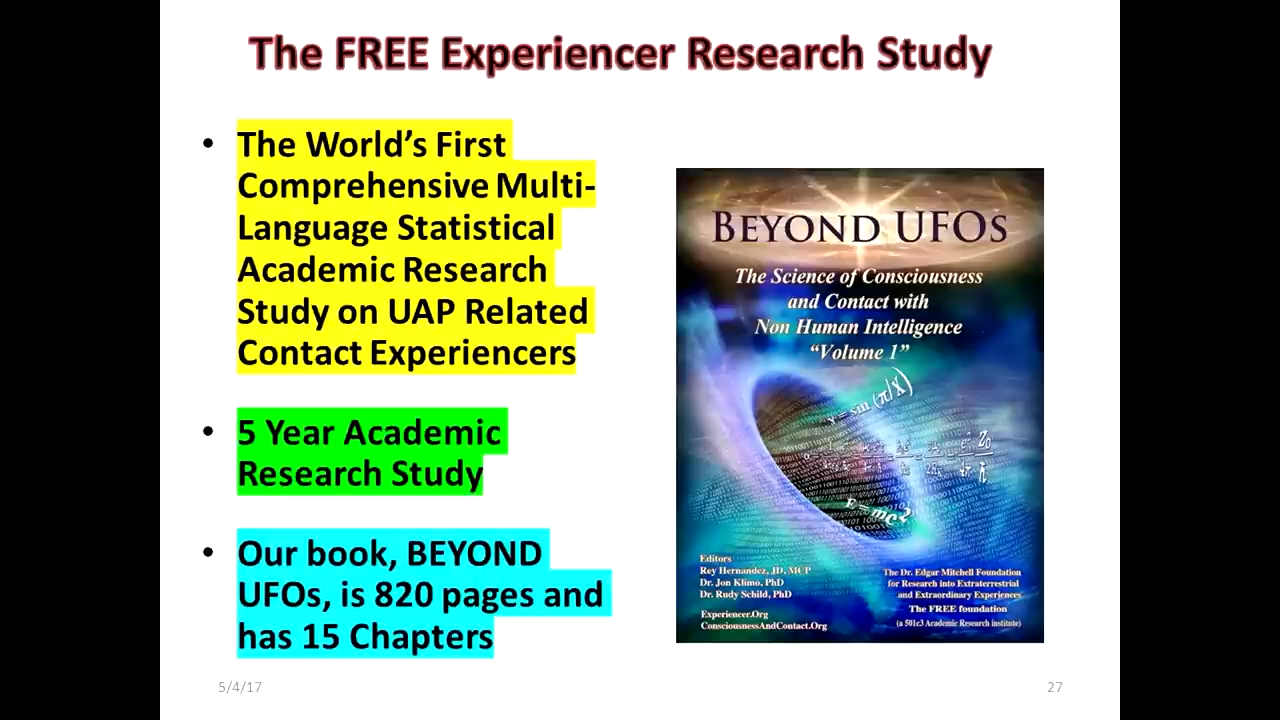 The FREE Experiencer Research Study
• The World’s First
Comprehensive Multi-
Language Statistical
Academic Research
Study on UAP Related
Contact Experiencers
• 5 Year Academic
Research Study
• Our book, BEYOND
UFOs, is 820 pages and
has 15 Chapters
BEYOND UFOs
The Science of Consciousness
and Contact with
Non Human Intelligence
“Volume 1”
E=mc²
Editors
Rey Hernandez, JD, MCP
Dr. Jon Klimo, PhD
Dr. Rudy Schild, PhD
Experiencer.Org
ConsciousnessAndContact.Org
The Dr. Edgar Mitchell Foundation
for Research into Extraterrestrial
and Extraordinary Experiences
The FREE foundation
(a 501c3 Academic Research institute)
5/4/17
27